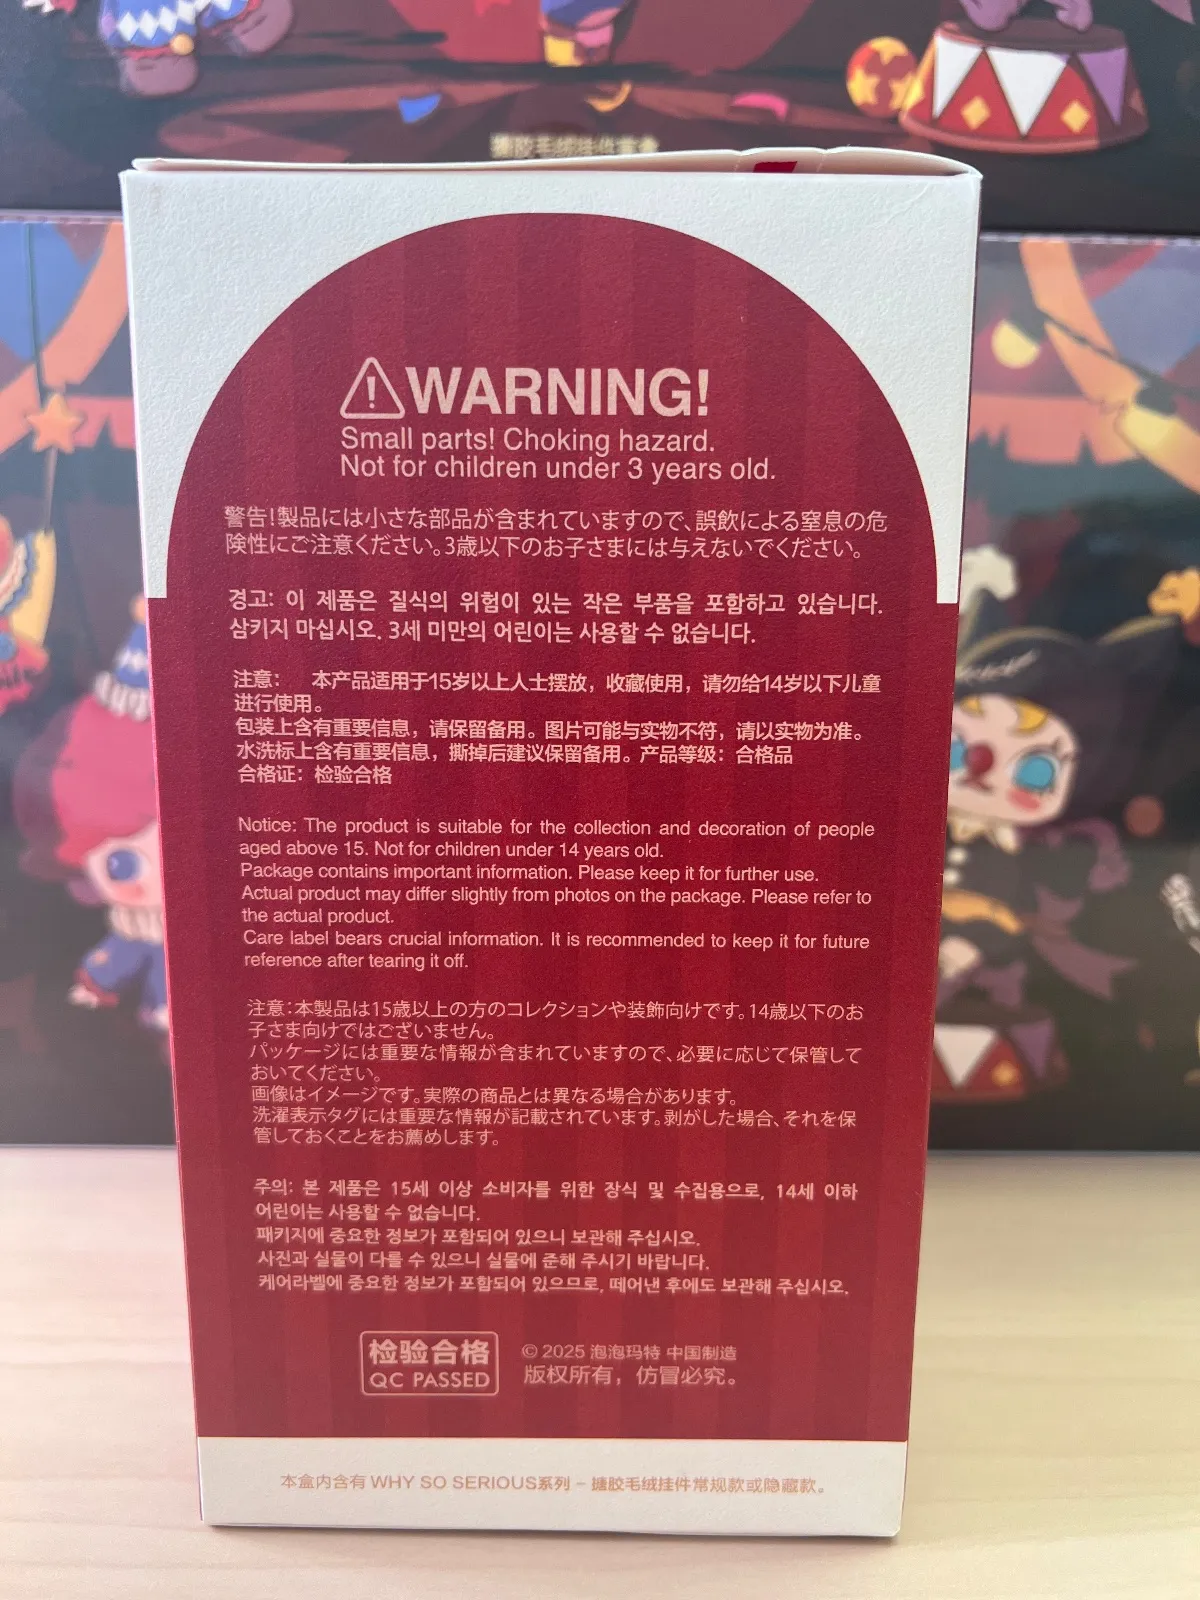 搪胶毛绒挂件盲盒
WARNING!
Small parts! Choking hazard.
Not for children under 3 years old.
警告!製品には小さな部品が含まれていますので、誤飲による窒息の危
険性にご注意ください。3歳以下のお子さまには与えないでください。
경고: 이 제품은 질식의 위험이 있는 작은 부품을 포함하고 있습니다.
삼키지 마십시오. 3세 미만의 어린이는 사용할 수 없습니다.
注意: 本产品适用于15岁以上人士摆放，收藏使用，请勿给14岁以下儿童
进行使用。
包装上含有重要信息，请保留备用。图片可能与实物不符，请以实物为准。
水洗标上含有重要信息，撕掉后建议保留备用。产品等级：合格品
合格证：检验合格
Notice: The product is suitable for the collection and decoration of people
aged above 15. Not for children under 14 years old.
Package contains important information. Please keep it for further use.
Actual product may differ slightly from photos on the package. Please refer to
the actual product.
Care label bears crucial information. It is recommended to keep it for future
reference after tearing it off.
注意：本製品は15歳以上の方のコレクションや装飾向けです。14歳以下のお
子さま向けではございません。
パッケージには重要な情報が含まれていますので、必要に応じて保管して
おいてください。
画像はイメージです。実際の商品とは異なる場合があります。
洗濯表示タグには重要な情報が記載されています。剥がした場合、それを保
管しておくことをお薦めします。
주의: 본 제품은 15세 이상 소비자를 위한 장식 및 수집용으로, 14세 이하
어린이는 사용할 수 없습니다.
패키지에 중요한 정보가 포함되어 있으니 보관해 주십시오.
사진과 실물이 다를 수 있으니 실물에 준해 주시기 바랍니다.
케어라벨에 중요한 정보가 포함되어 있으므로, 떼어낸 후에도 보관해 주십시오.
检验合格
QC PASSED
© 2025 泡泡玛特 中国制造
版权所有，仿冒必究。
本盒内含有 WHY SO SERIOUS系列 – 搪胶毛绒挂件常规款或隐藏款。